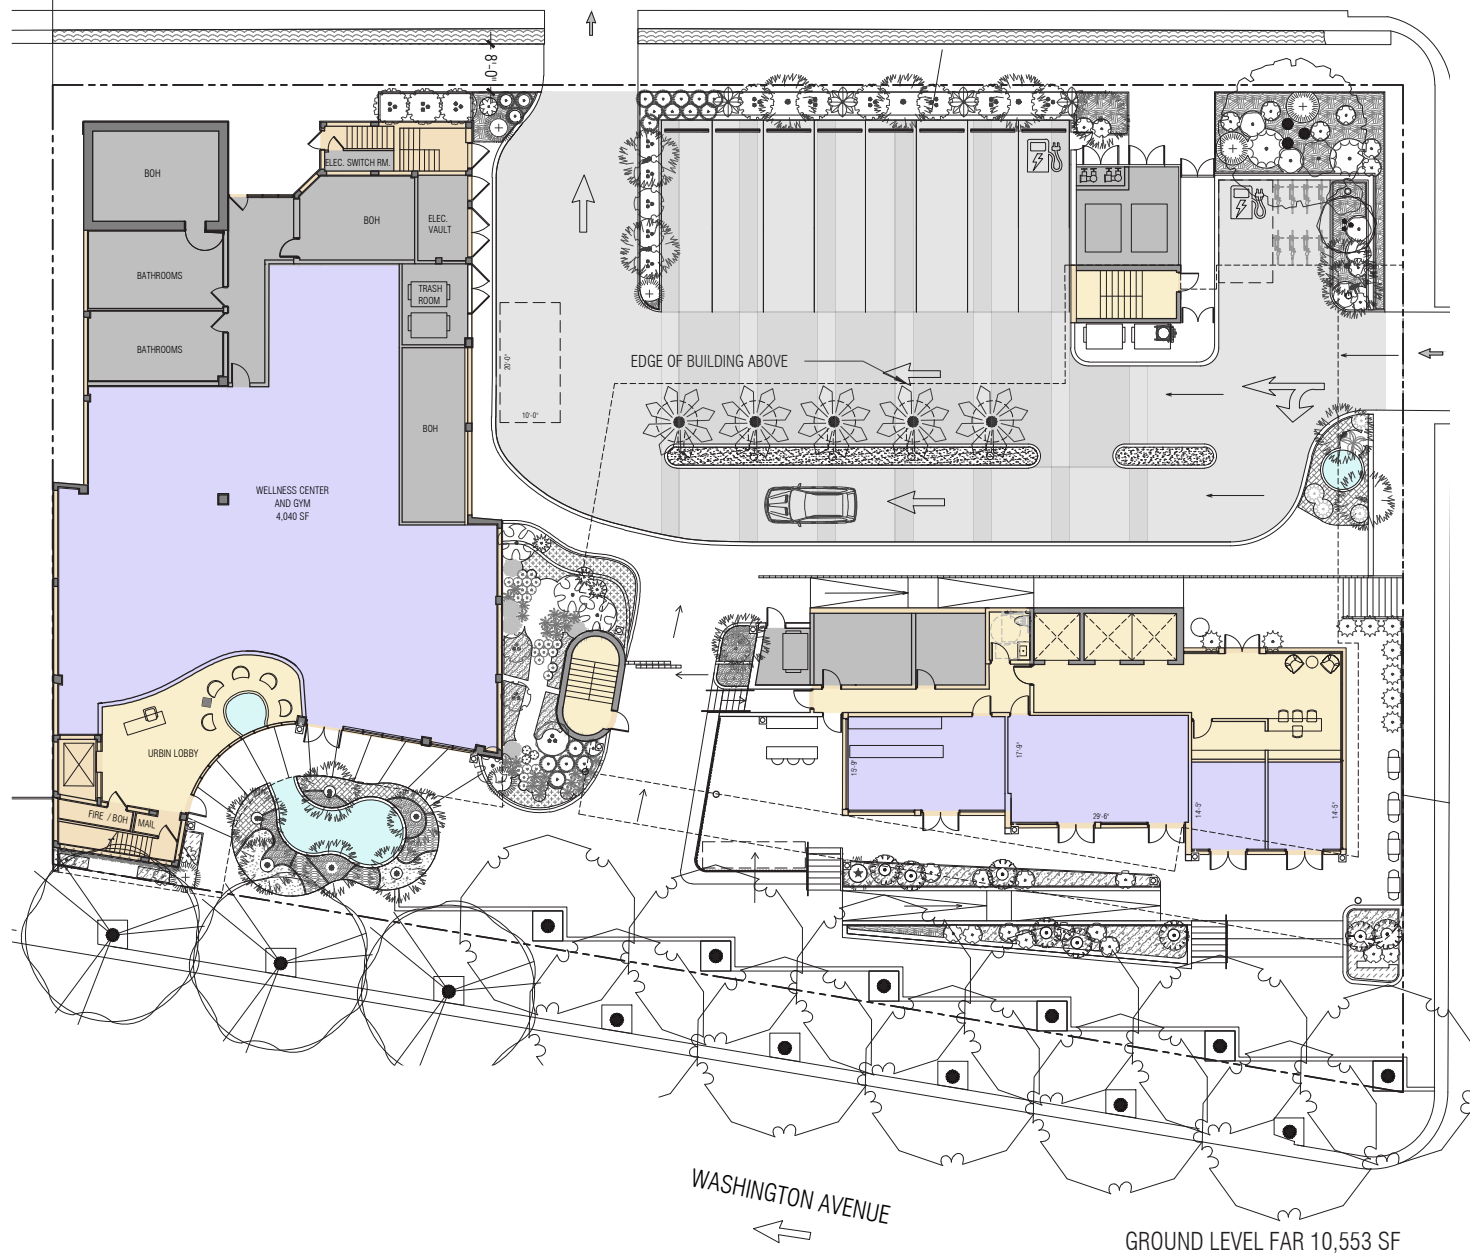 8'-0"
ELEC. SWITCH RM.
BOH
BOH
ELEC.
VAULT
BATHROOMS
TRASH
ROOM
BATHROOMS
20'-0"
10'-0"
EDGE OF BUILDING ABOVE
BOH
WELLNESS CENTER
AND GYM
4,040 SF
URBIN LOBBY
FIRE / BOH
MAIL
15'-9"
17'-9"
29'-6"
14'-5"
14'-5"
WASHINGTON AVENUE
GROUND LEVEL FAR 10,553 SF